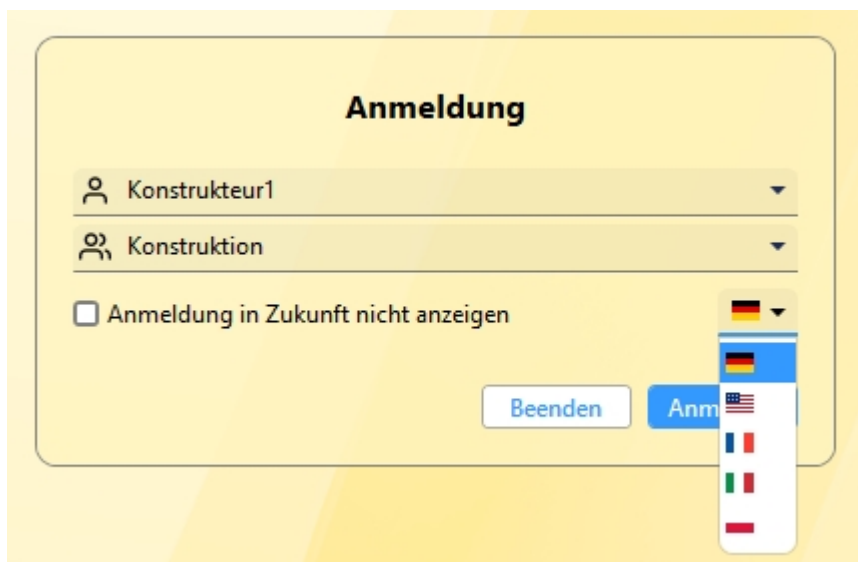 Anmeldung
Konstrukteur1
Konstruktion
Anmeldung in Zukunft nicht anzeigen
Beenden